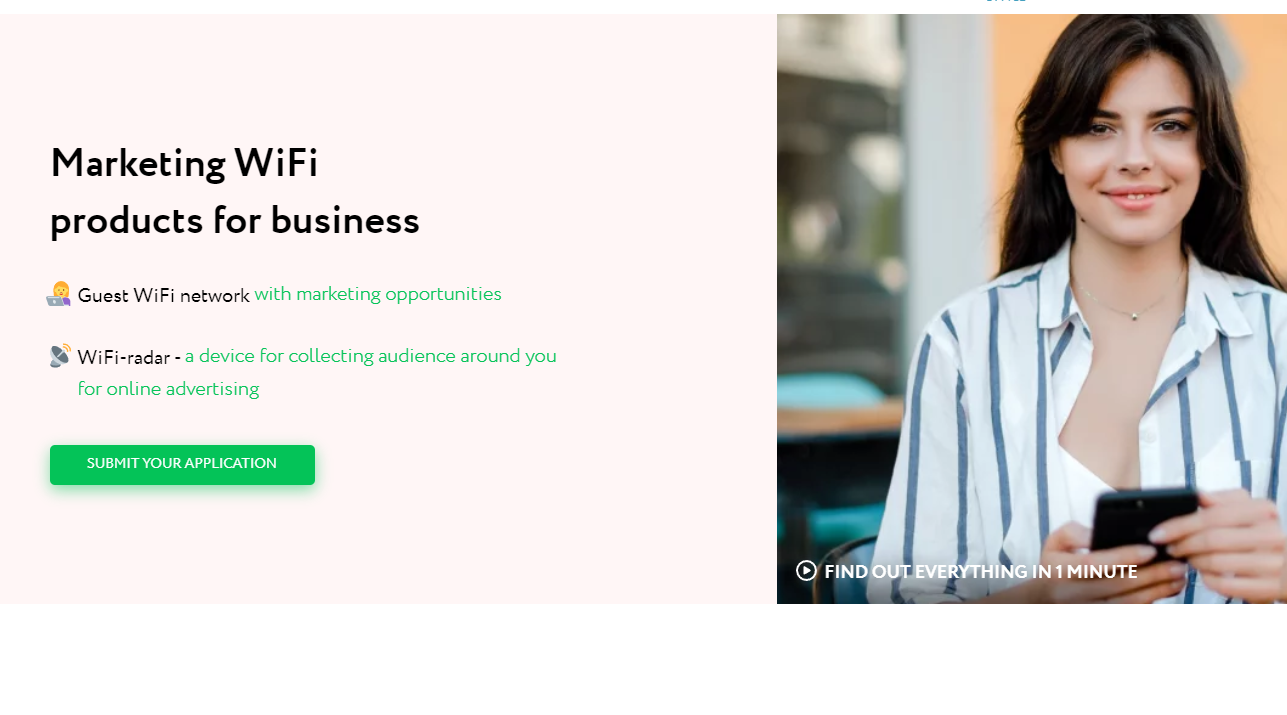 Marketing WiFi
products for business
Guest WiFi network with marketing opportunities
WiFi-radar - a device for collecting audience around you
for online advertising
SUBMIT YOUR APPLICATION
FIND OUT EVERYTHING IN 1 MINUTE